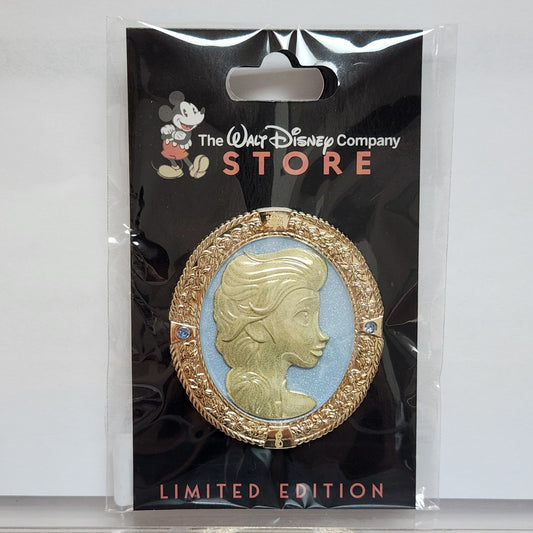 The WALT DISNEY Company
STORE
LIMITED EDITION